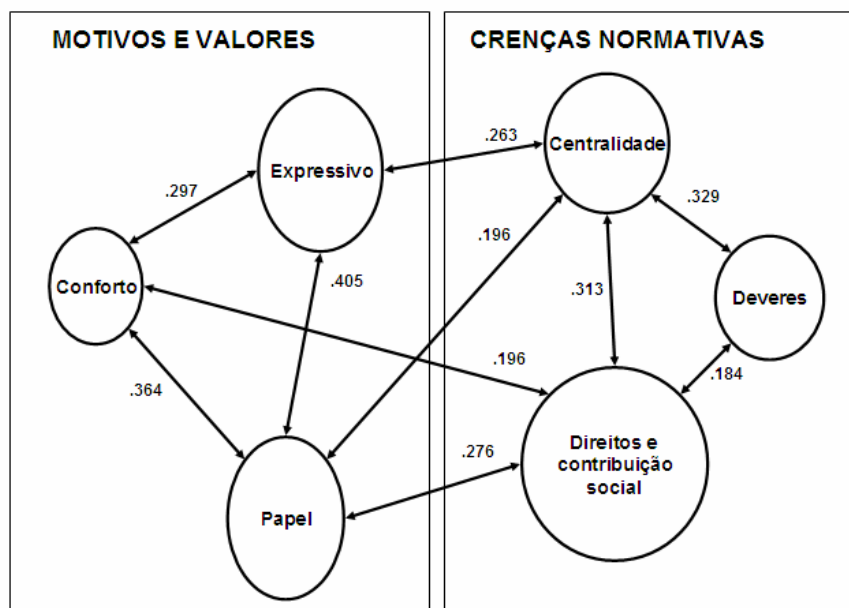 MOTIVOS E VALORES
CRENÇAS NORMATIVAS
Expressivo
.263
Centralidade
.297
.329
.196
Conforto
.405
.313
Deveres
.196
.184
.364
.276
Direitos e
contribuição
social
Papel